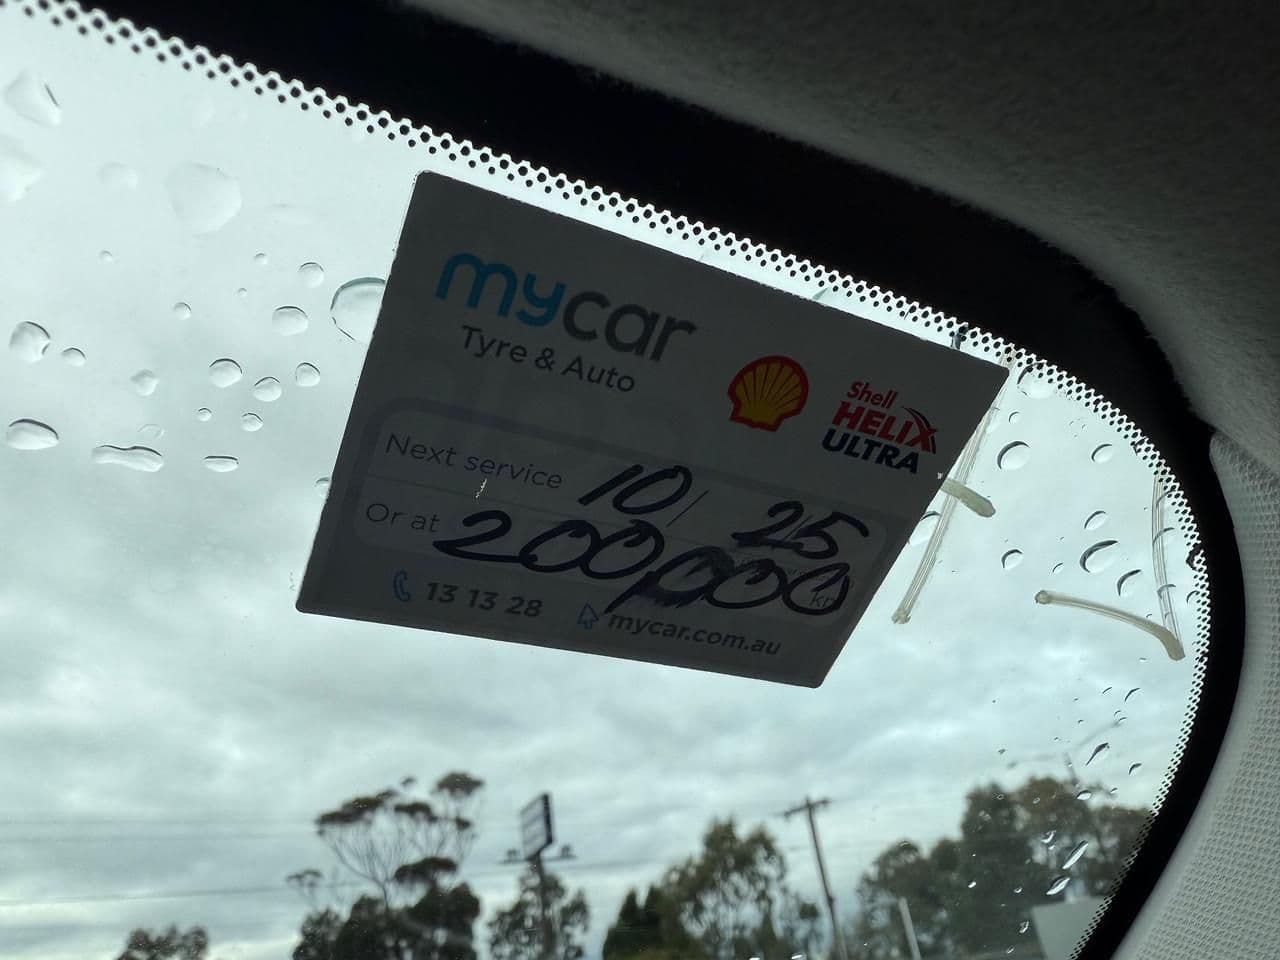 mycar
Tyre & Auto
Shell
HELIX
ULTRA
Next service 10/ 25
Or at 200,000 km
13 13 28 mycar.com.au